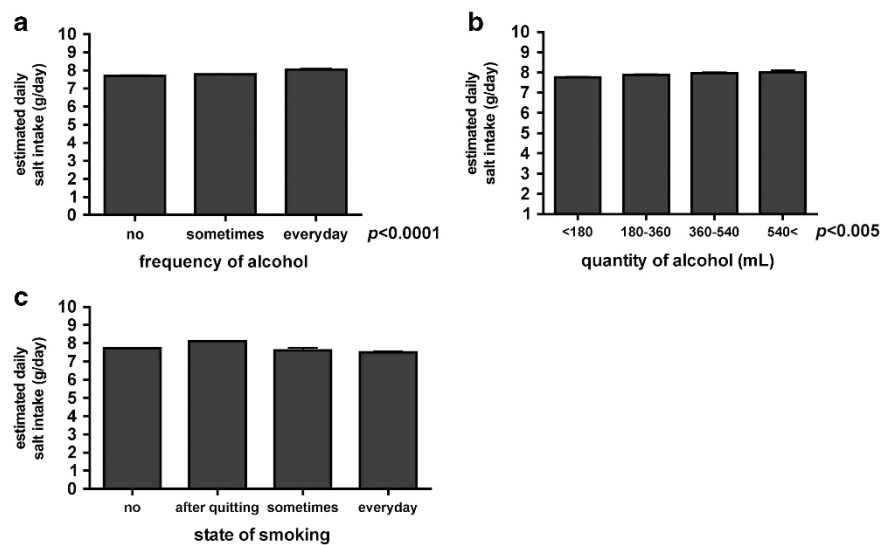 a
estimated daily
salt intake (g/day)
10
9
8
7
6
5
4
3
2
1
0
no sometimes everyday p<0.0001
frequency of alcohol
b
estimated daily
salt intake (g/day)
10
9
8
7
6
5
4
3
2
1
<180 180-360 360-540 540< p<0.005
quantity of alcohol (mL)
c
estimated daily
salt intake (g/day)
10
9
8
7
6
5
4
3
2
1
0
no after quitting sometimes everyday
state of smoking